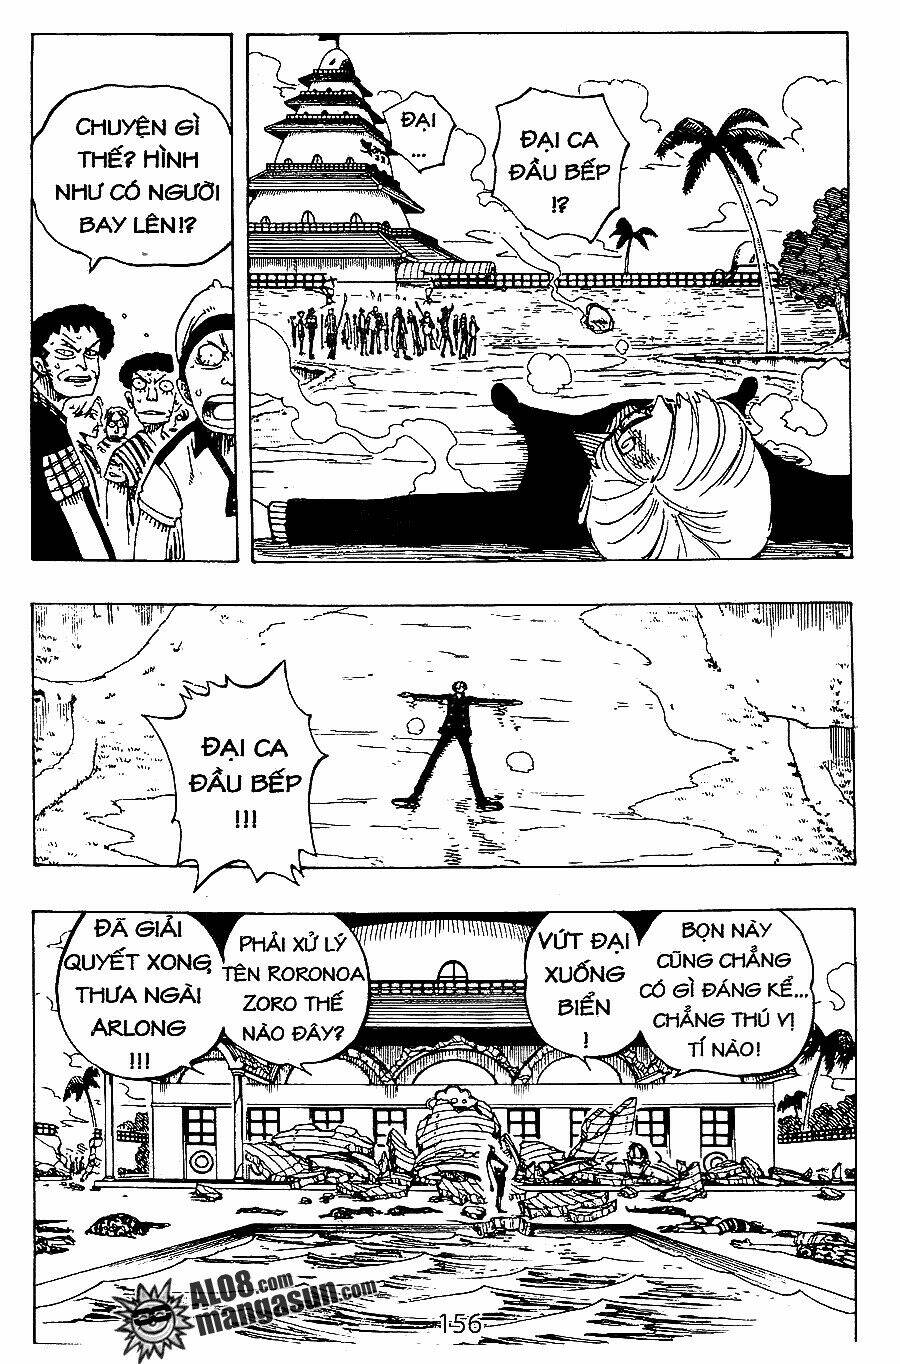 CHUYỆN GÌ
THẾ? HÌNH
NHƯ CÓ NGƯỜI
BAY LÊN!?
ĐẠI
...
ĐẠI CA
ĐẦU BẾP
!?
ĐẠI CA
ĐẦU BẾP
!!!
ĐÃ GIẢI
QUYẾT XONG,
THƯA NGÀI
ARLONG
!!!
PHẢI XỬ LÝ
TÊN RORONOA
ZORO THẾ
NÀO ĐÂY?
VỨT ĐẠI
XUỐNG
BIỂN
!
BỌN NÀY
CŨNG CHẲNG
CÓ GÌ ĐÁNG KỂ...
CHẲNG THÚ VỊ
TÍ NÀO!
ALO8.com
mangasun.com
156